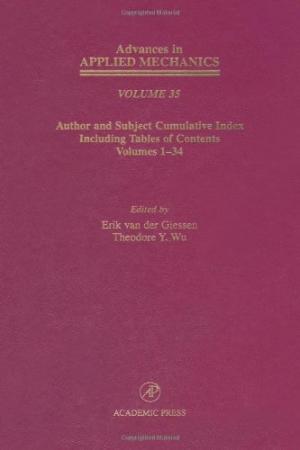 Advances in
APPLIED MECHANICS
VOLUME 35
Author and Subject Cumulative Index
Including Tables of Contents
Volumes 1–34
Edited by
Erik van der Giessen
Theodore Y. Wu
AP
ACADEMIC PRESS